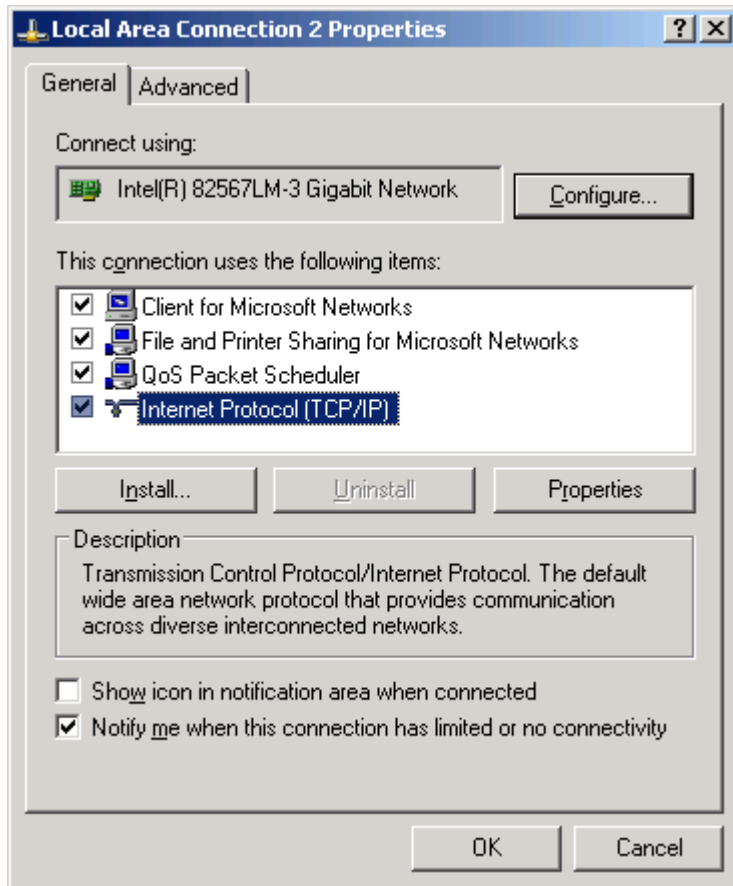 Local Area Connection 2 Properties
General
Advanced
Connect using:
Intel(R) 82567LM-3 Gigabit Network
Configure...
This connection uses the following items:
Client for Microsoft Networks
File and Printer Sharing for Microsoft Networks
QoS Packet Scheduler
Internet Protocol (TCP/IP)
Install...
Uninstall
Properties
Description
Transmission Control Protocol/Internet Protocol. The default
wide area network protocol that provides communication
across diverse interconnected networks.
Show icon in notification area when connected
Notify me when this connection has limited or no connectivity
OK
Cancel